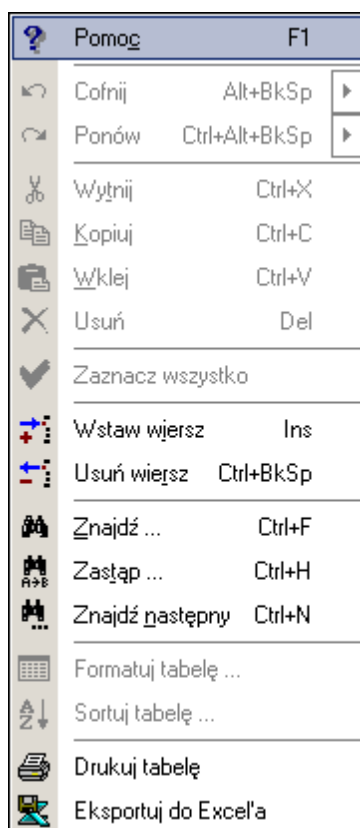 Pomoc F1
Cofnij Alt+BkSp
Ponów Ctrl+Alt+BkSp
Wytnij Ctrl+X
Kopiuj Ctrl+C
Wklej Ctrl+V
Usuń Del
Zaznacz wszystko
Wstaw wiersz Ins
Usuń wiersz Ctrl+BkSp
Znajdź ... Ctrl+F
A→B
Zastąp ... Ctrl+H
Znajdź następny Ctrl+N
Formatuj tabelę ...
A
Z
Sortuj tabelę ...
Drukuj tabelę
Eksportuj do Excel'a